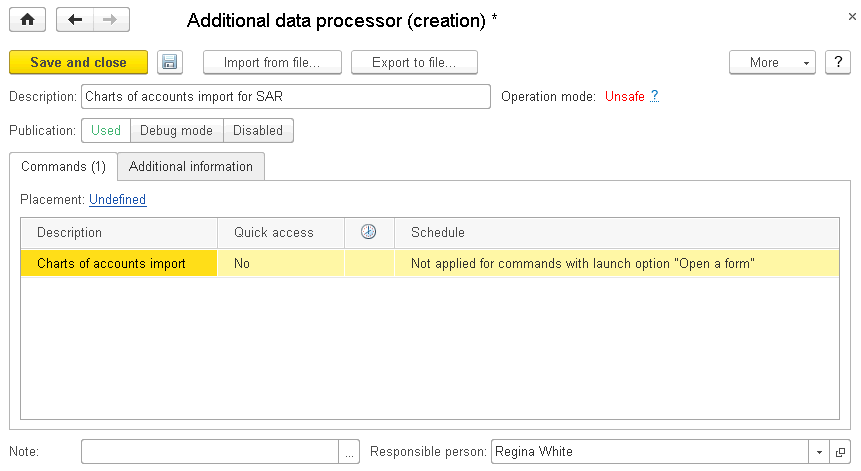 Additional data processor (creation) *
Save and close Import from file... Export to file... More ?
Description: Charts of accounts import for SAR Operation mode: Unsafe ?
Publication: Used Debug mode Disabled
Commands (1) Additional information
Placement: Undefined
Description Quick access Schedule
Charts of accounts import No Not applied for commands with launch option "Open a form"
Note: ... Responsible person: Regina White